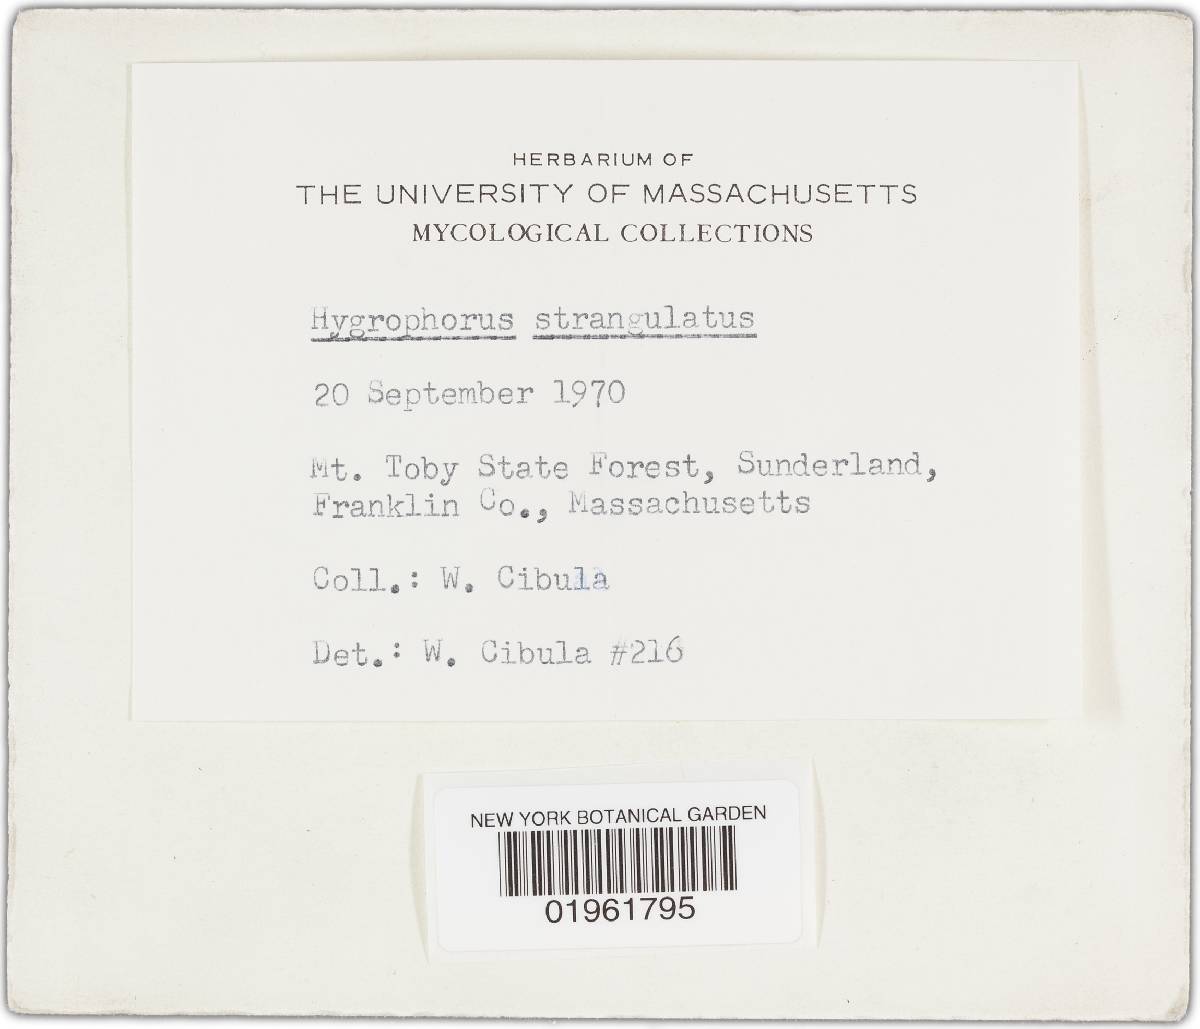 HERBARIUM OF
THE UNIVERSITY OF MASSACHUSETTS
MYCOLOGICAL COLLECTIONS
Hygrophorus strangulatus
20 September 1970
Mt. Toby State Forest, Sunderland,
Franklin Co., Massachusetts
Coll.: W. Cibula
Det.: W. Cibula #216
NEW YORK BOTANICAL GARDEN
01961795